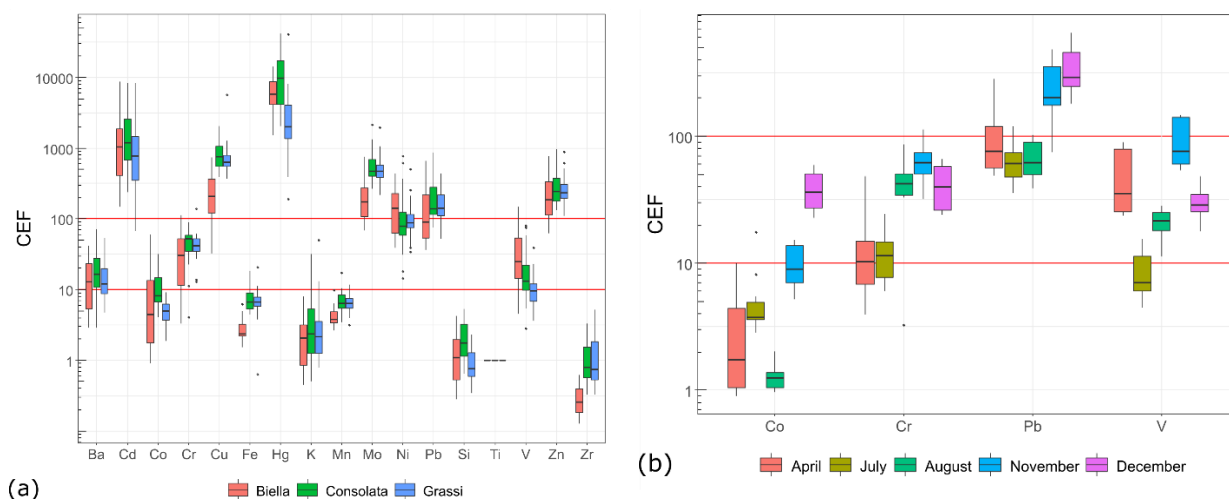 CEF
10000
1000
100
10
1
Ba Cd Co Cr Cu Fe Hg K Mn Mo Ni Pb Si Ti V Zn Zr
(a)
Biella Consolata Grassi
CEF
100
10
1
Co Cr Pb V
(b)
April July August November December